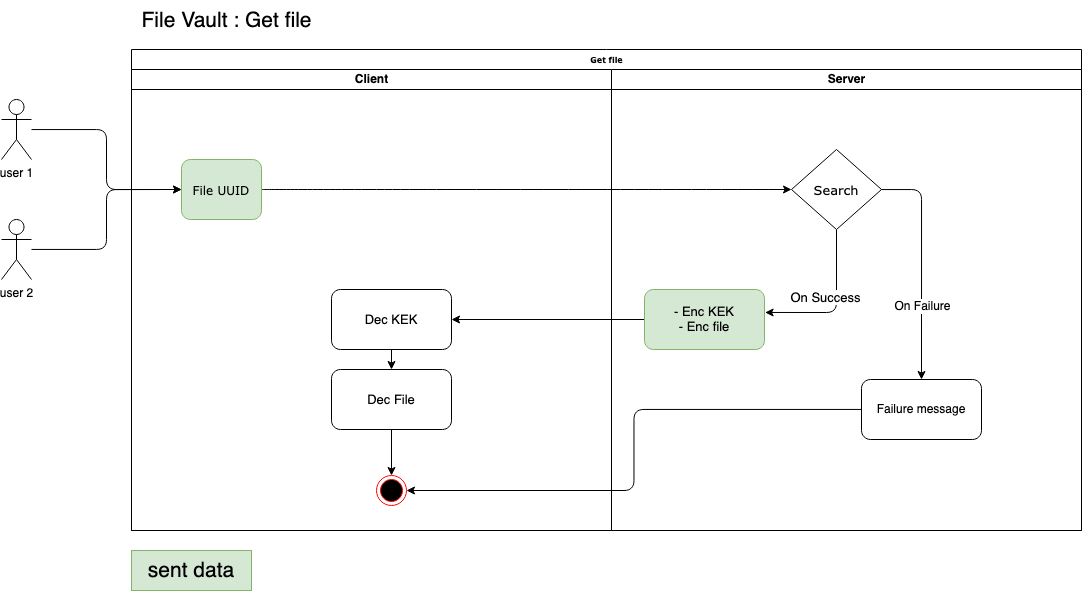 File Vault : Get file
Get file
Client
Server
user 1
File UUID
Search
user 2
On Success
On Failure
Dec KEK
- Enc KEK
- Enc file
Dec File
Failure message
sent data